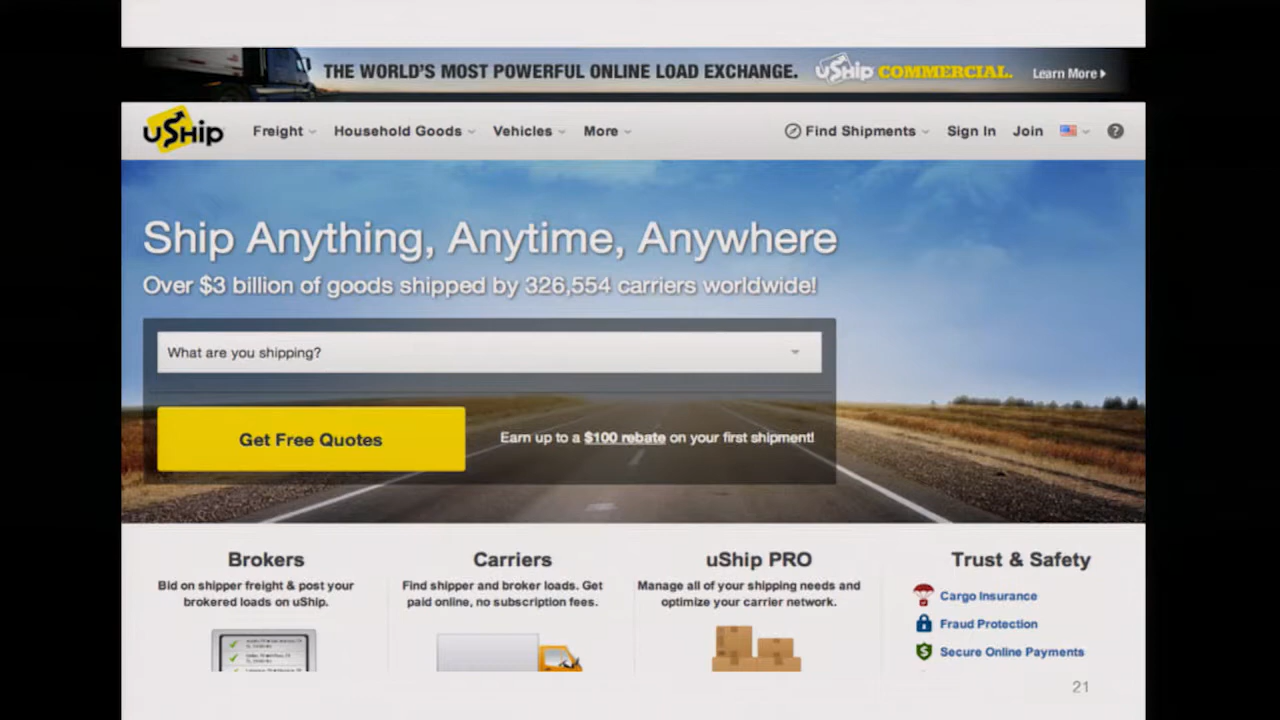 THE WORLD'S MOST POWERFUL ONLINE LOAD EXCHANGE. uShip COMMERCIAL. Learn More
uShip Freight Household Goods Vehicles More Find Shipments Sign In Join ?
Ship Anything, Anytime, Anywhere
Over $3 billion of goods shipped by 326,554 carriers worldwide!
What are you shipping?
Get Free Quotes
Earn up to a $100 rebate on your first shipment!
Brokers
Bid on shipper freight & post your
brokered loads on uShip.
Carriers
Find shipper and broker loads. Get
paid online, no subscription fees.
uShip PRO
Manage all of your shipping needs and
optimize your carrier network.
Trust & Safety
Cargo Insurance
Fraud Protection
Secure Online Payments
21